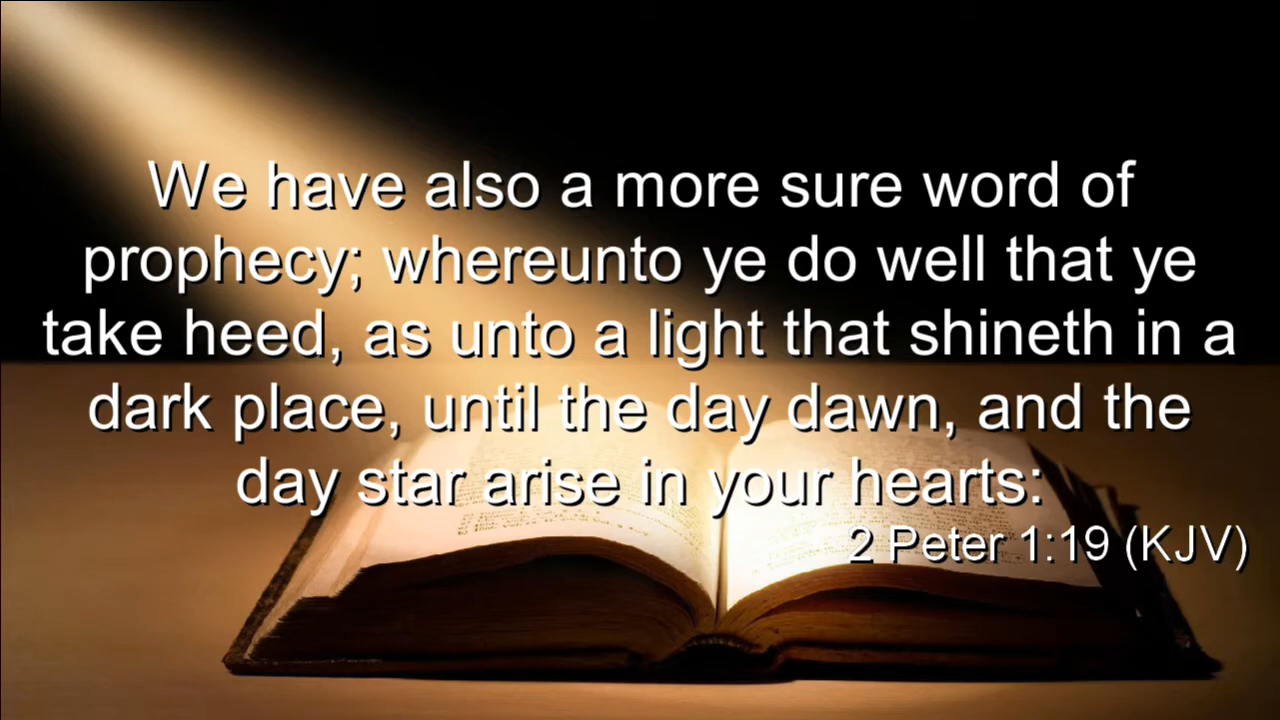 We have also a more sure word of
prophecy; whereunto ye do well that ye
take heed, as unto a light that shineth in a
dark place, until the day dawn, and the
day star arise in your hearts:
2 Peter 1:19 (KJV)